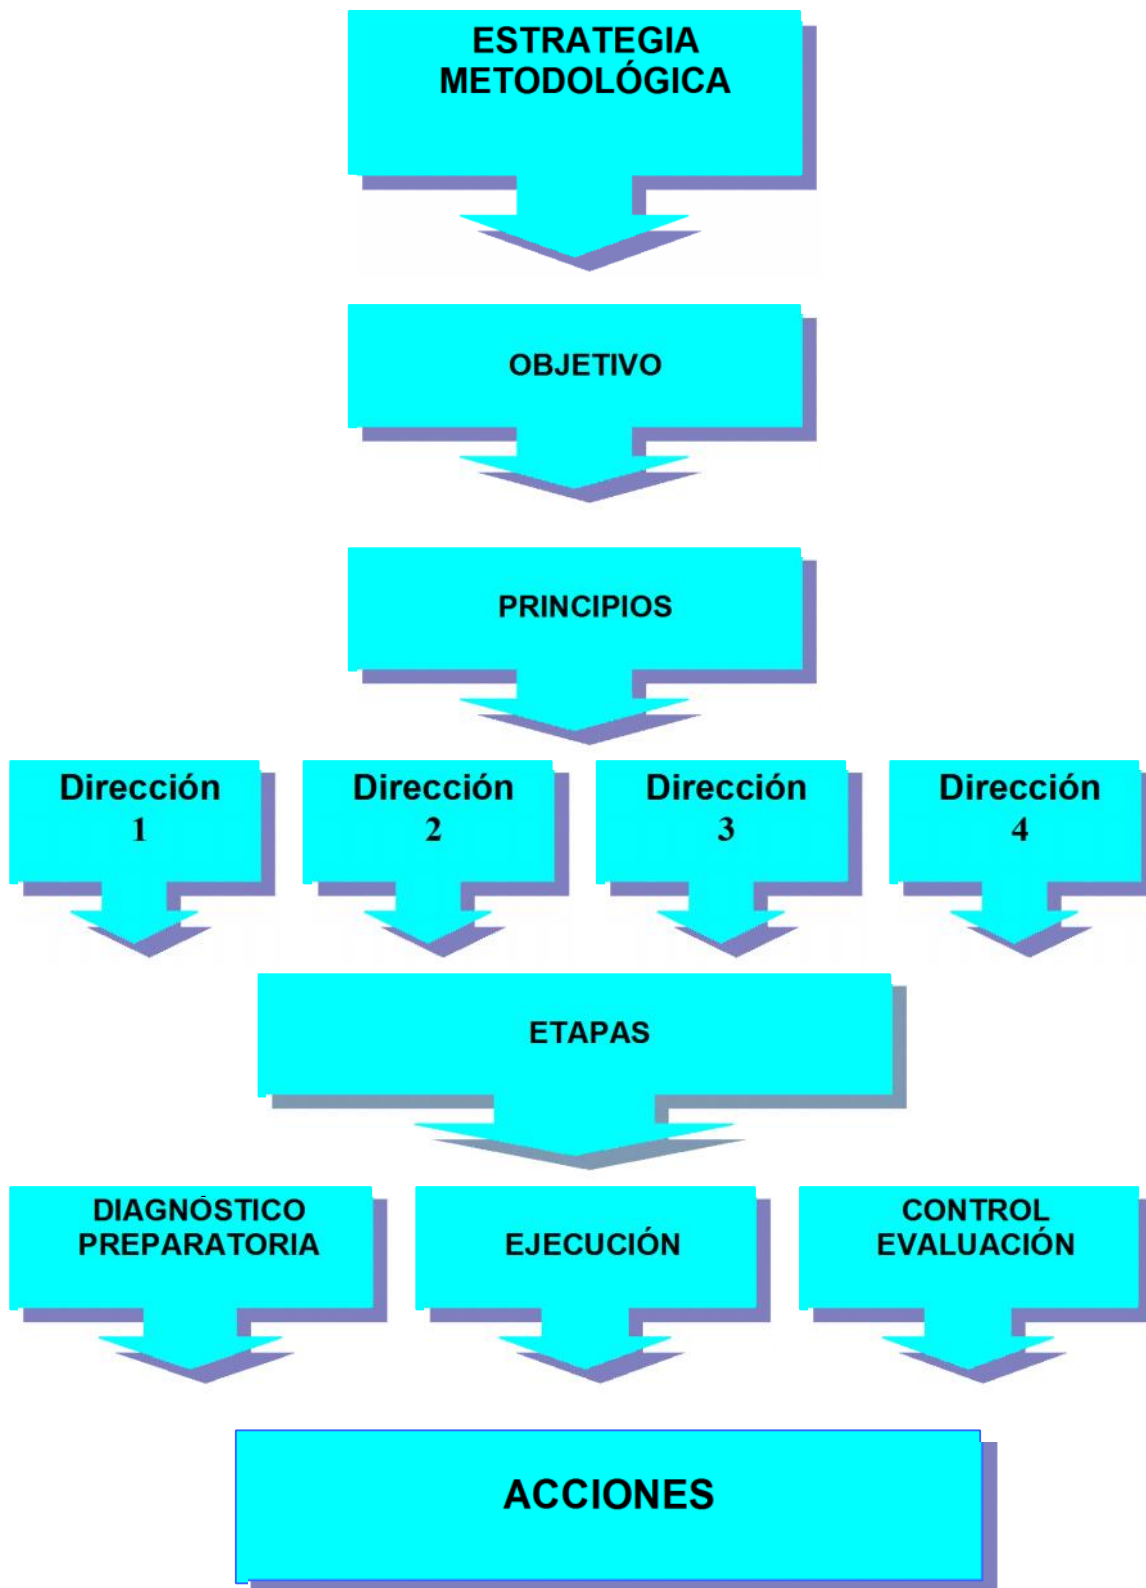 ESTRATEGIA
METODOLÓGICA
OBJETIVO
PRINCIPIOS
Dirección
1
Dirección
2
Dirección
3
Dirección
4
ETAPAS
DIAGNÓSTICO
PREPARATORIA
EJECUCIÓN
CONTROL
EVALUACIÓN
ACCIONES